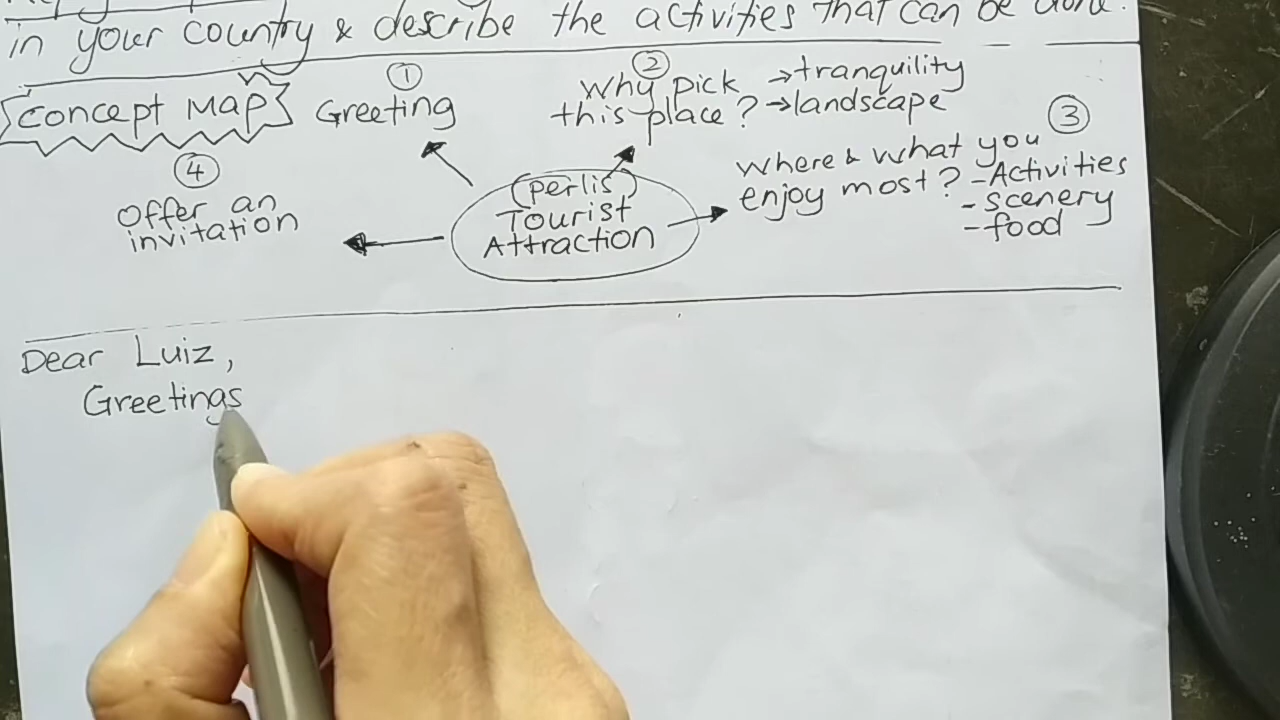 in your country & describe the activities that can be done.
Concept Map
①
Greeting
②
Why pick
this place?
→tranquility
→landscape
③
Where & what you
enjoy most?
-Activities
-scenery
-food
④
Offer an
invitation
(perlis)
Tourist
Attraction
Dear Luiz,
Greetings